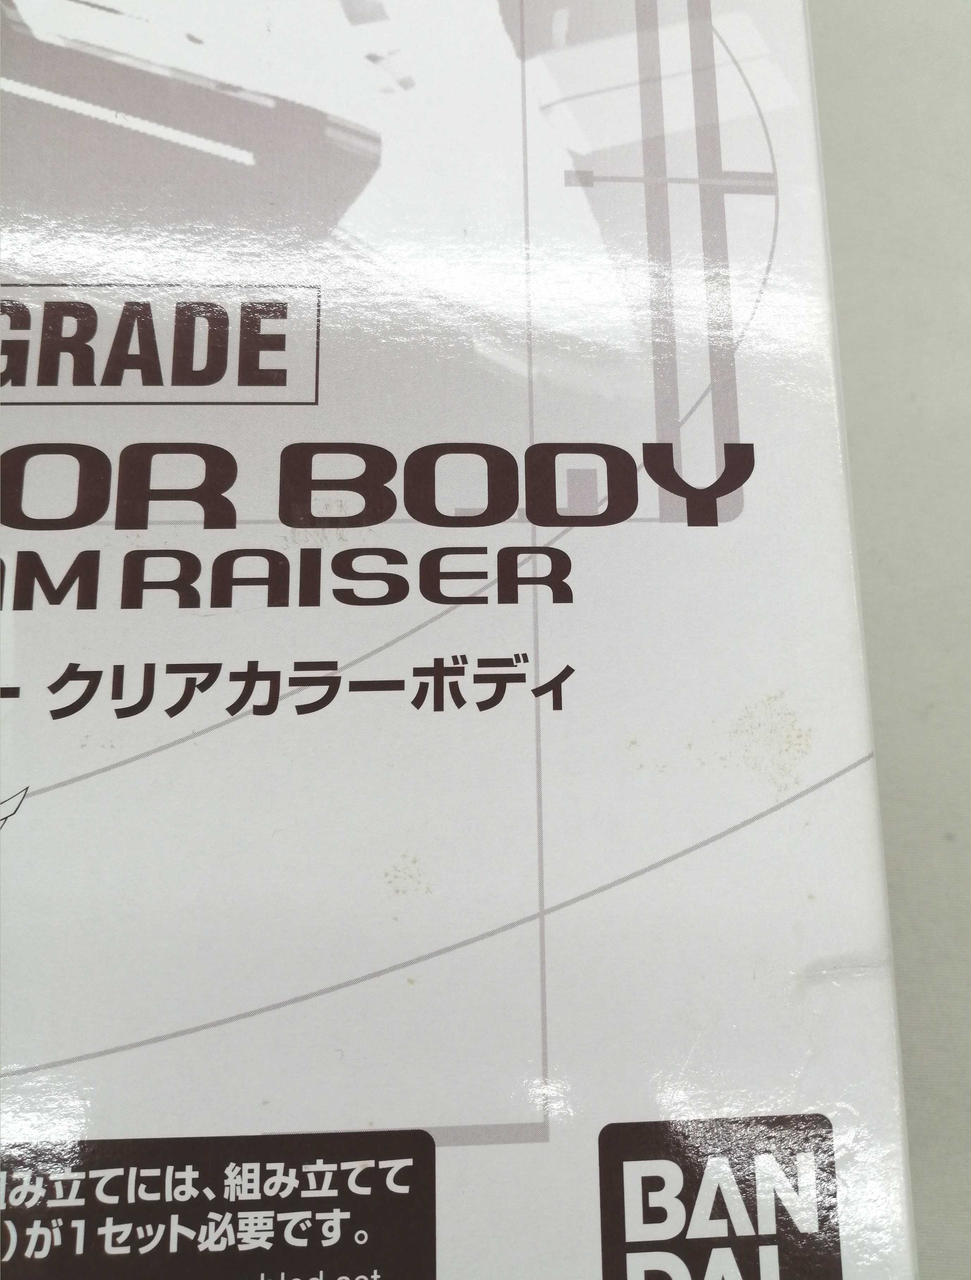 GRADE
OR BODY
M RAISER
ー クリアカラーボディ
み立てには、組み立てて
)が1セット必要です。
BAN
DAI